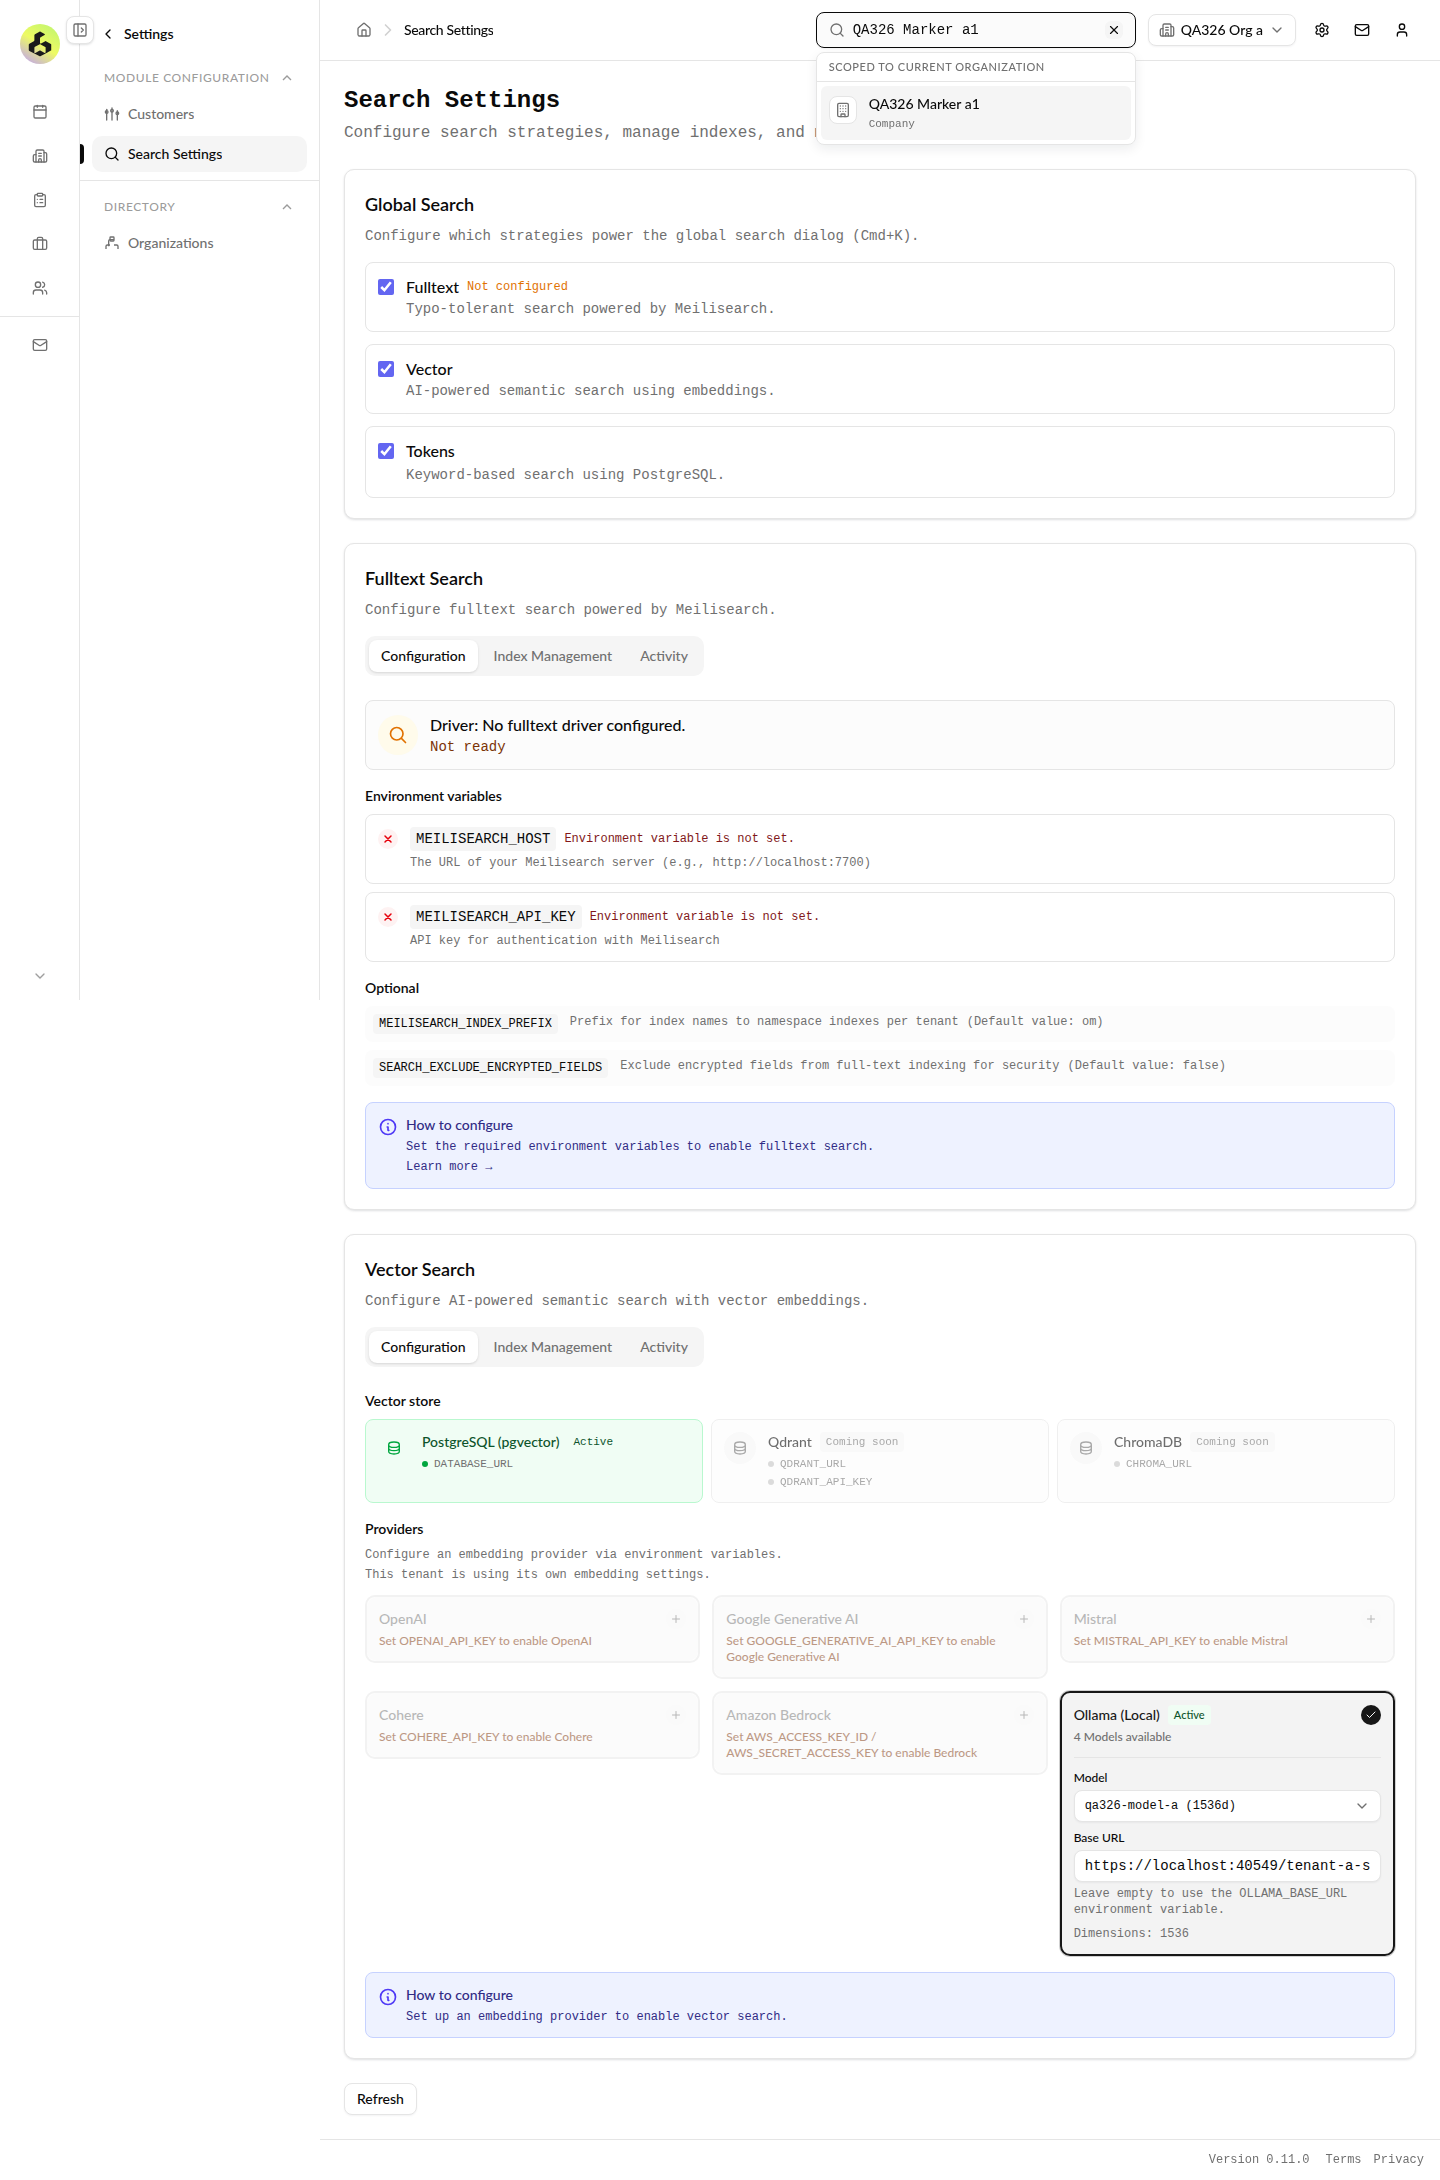 Settings
MODULE CONFIGURATION
Customers
Search Settings
DIRECTORY
Organizations
Search Settings
QA326 Marker a1
QA326 Org a
SCOPED TO CURRENT ORGANIZATION
QA326 Marker a1
Company
Search Settings
Configure search strategies, manage indexes, and
Global Search
Configure which strategies power the global search dialog (Cmd+K).
Fulltext Not configured
Typo-tolerant search powered by Meilisearch.
Vector
AI-powered semantic search using embeddings.
Tokens
Keyword-based search using PostgreSQL.
Fulltext Search
Configure fulltext search powered by Meilisearch.
Configuration Index Management Activity
Driver: No fulltext driver configured.
Not ready
Environment variables
MEILISEARCH_HOST Environment variable is not set.
The URL of your Meilisearch server (e.g., http://localhost:7700)
MEILISEARCH_API_KEY Environment variable is not set.
API key for authentication with Meilisearch
Optional
MEILISEARCH_INDEX_PREFIX Prefix for index names to namespace indexes per tenant (Default value: om)
SEARCH_EXCLUDE_ENCRYPTED_FIELDS Exclude encrypted fields from full-text indexing for security (Default value: false)
How to configure
Set the required environment variables to enable fulltext search.
Learn more →
Vector Search
Configure AI-powered semantic search with vector embeddings.
Configuration Index Management Activity
Vector store
PostgreSQL (pgvector) Active
DATABASE_URL
Qdrant Coming soon
QDRANT_URL
QDRANT_API_KEY
ChromaDB Coming soon
CHROMA_URL
Providers
Configure an embedding provider via environment variables.
This tenant is using its own embedding settings.
OpenAI
Set OPENAI_API_KEY to enable OpenAI
Google Generative AI
Set GOOGLE_GENERATIVE_AI_API_KEY to enable
Google Generative AI
Mistral
Set MISTRAL_API_KEY to enable Mistral
Cohere
Set COHERE_API_KEY to enable Cohere
Amazon Bedrock
Set AWS_ACCESS_KEY_ID /
AWS_SECRET_ACCESS_KEY to enable Bedrock
Ollama (Local) Active
4 Models available
Model
qa326-model-a (1536d)
Base URL
https://localhost:40549/tenant-a-s
Leave empty to use the OLLAMA_BASE_URL
environment variable.
Dimensions: 1536
How to configure
Set up an embedding provider to enable vector search.
Refresh
Version 0.11.0 Terms Privacy